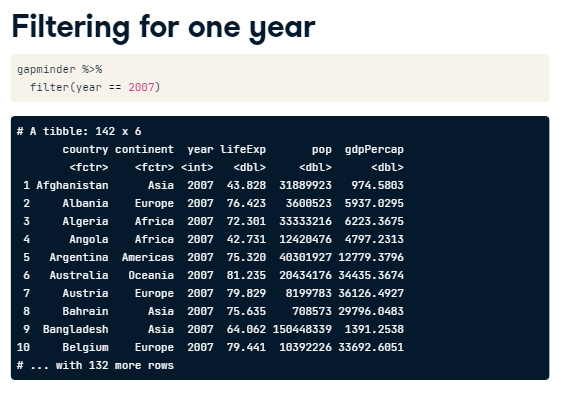 Filtering for one year
gapminder %>%
  filter(year == 2007)
# A tibble: 142 x 6
       country continent  year lifeExp       pop  gdpPercap
        <fctr>    <fctr> <int>   <dbl>     <dbl>      <dbl>
 1 Afghanistan      Asia  2007  43.828  31889923   974.5803
 2     Albania    Europe  2007  76.423   3600523  5937.0295
 3     Algeria    Africa  2007  72.301  33333216  6223.3675
 4      Angola    Africa  2007  42.731  12420476  4797.2313
 5   Argentina  Americas  2007  75.320  40301927 12779.3796
 6   Australia   Oceania  2007  81.235  20434176 34435.3674
 7     Austria    Europe  2007  79.829   8199783 36126.4927
 8     Bahrain      Asia  2007  75.635    708573 29796.0483
 9  Bangladesh      Asia  2007  64.062 150448339  1391.2538
10     Belgium    Europe  2007  79.441  10392226 33692.6051
# ... with 132 more rows